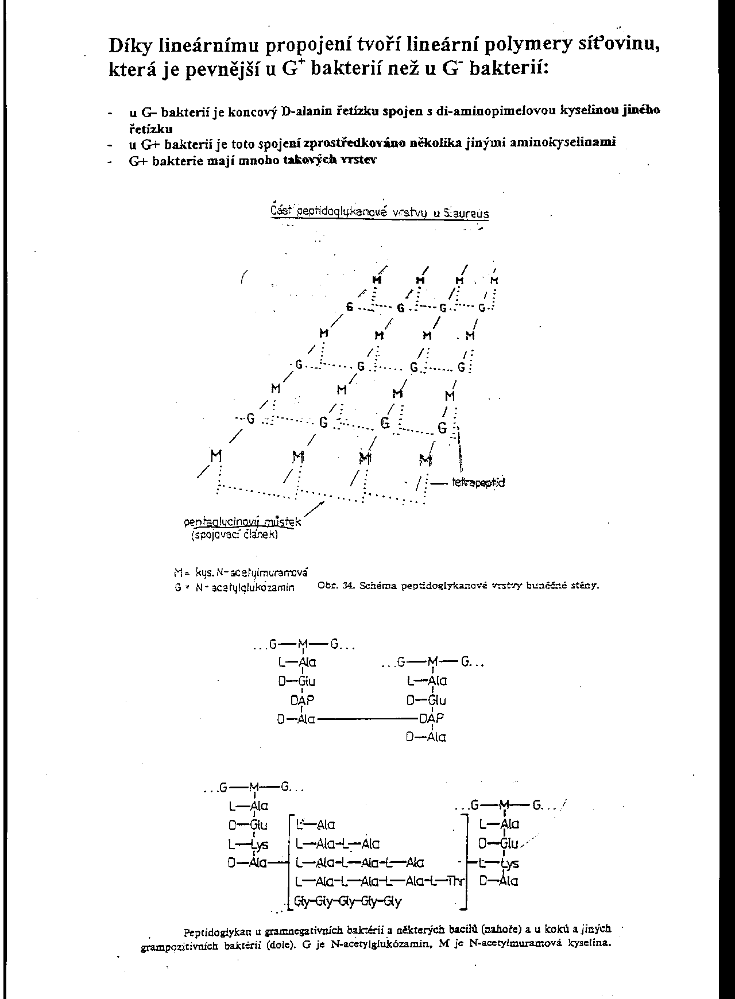 Díky lineárnímu propojení tvoří lineární polymery síťovinu,
která je pevnější u G+ bakterií než u G- bakterií:
- u G- bakterií je koncový D-alanin řetízku spojen s di-aminopimelovou kyselinou jiného
řetízku
- u G+ bakterií je toto spojení zprostředkováno několika jinými aminokyselinami
- G+ bakterie mají mnoho takových vrstev
Část peptidoglykanové vrstvy u S.aureus
M M M M
G G G G
M M M M
G G G G
M M M M
G G G G
M M M M
tetrapeptid
pentaglucinový můstek
(spojovací článek)
M = kys. N-acetylmuramová
G = N-acetylglukózamin
Obr. 34. Schéma peptidoglykanové vrstvy buněčné stěny.
...G—M—G...
L—Ala ...G—M—G...
D—Glu L—Ala
DAP D—Glu
D—Ala—DAP
D—Ala
...G—M—G...
L—Ala ...G—M—G...
D—Glu L—Ala L—Ala
L—Lys L—Ala-L—Ala D—Glu
D—Ala— L—Ala-L—Ala-L—Ala —L—Lys
L—Ala-L—Ala-L—Ala-L—Thr D—Ala
Gly-Gly-Gly-Gly-Gly
Peptidoglykan u gramnegativních baktérií a některých bacilů (nahoře) a u koků a jiných
grampozitivních baktérií (dole). G je N-acetylglukózamin, M je N-acetylmuramová kyselina.